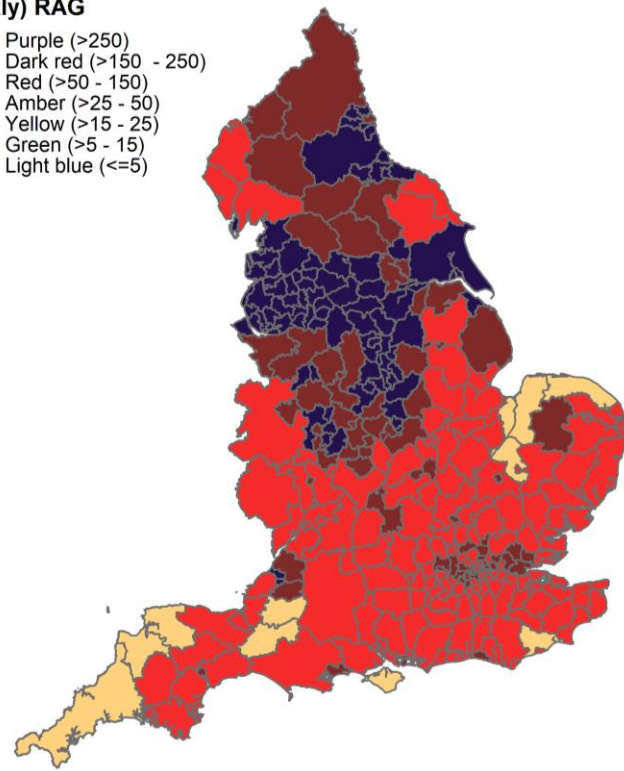 ly) RAG
Purple (>250)
Dark red (>150 - 250)
Red (>50 - 150)
Amber (>25 - 50)
Yellow (>15 - 25)
Green (>5 - 15)
Light blue (<=5)